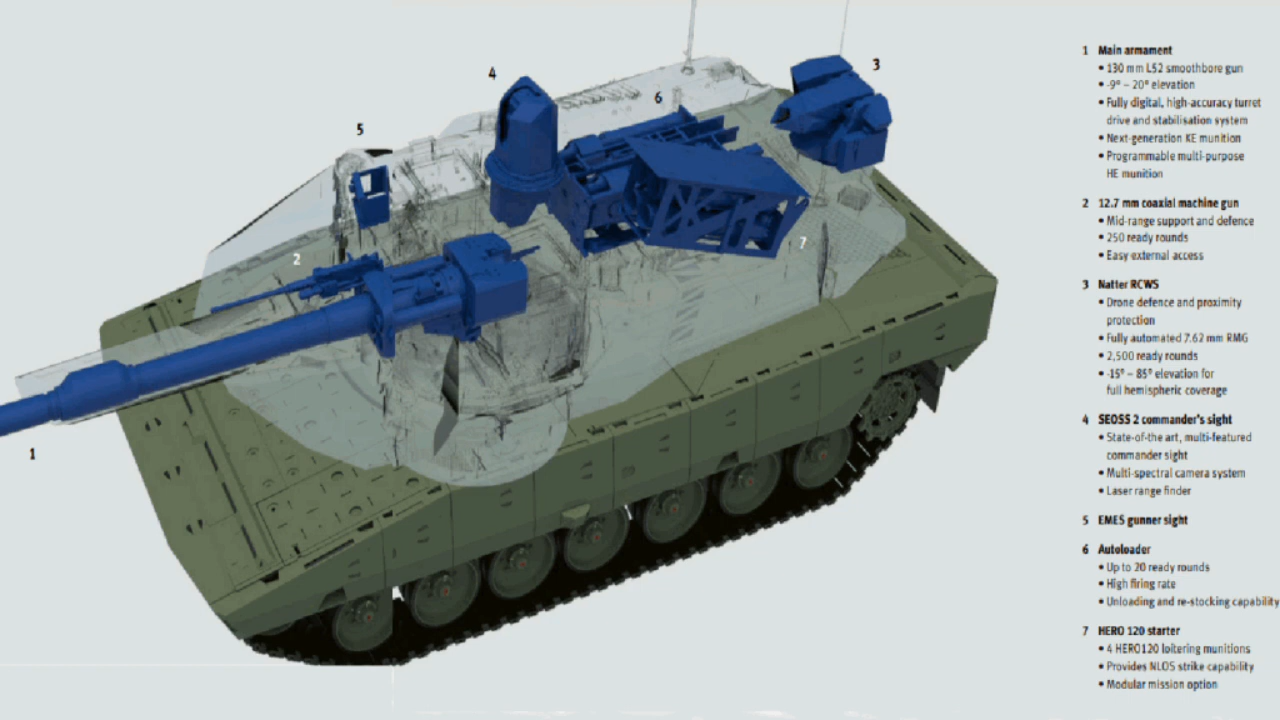 4
3
6
5
7
2
1
1 Main armament
• 130 mm L52 smoothbore gun
• -9° – 20° elevation
• Fully digital, high-accuracy turret
drive and stabilisation system
• Next-generation KE munition
• Programmable multi-purpose
HE munition
2 12.7 mm coaxial machine gun
• Mid-range support and defence
• 250 ready rounds
• Easy external access
3 Natter RCWS
• Drone defence and proximity
protection
• Fully automated 7.62 mm RMG
• 2,500 ready rounds
• -15° – 85° elevation for
full hemispheric coverage
4 SEOSS 2 commander's sight
• State-of-the art, multi-featured
commander sight
• Multi-spectral camera system
• Laser range finder
5 EMES gunner sight
6 Autoloader
• Up to 20 ready rounds
• High firing rate
• Unloading and re-stocking capability
7 HERO 120 starter
• 4 HERO120 loitering munitions
• Provides NLOS strike capability
• Modular mission option